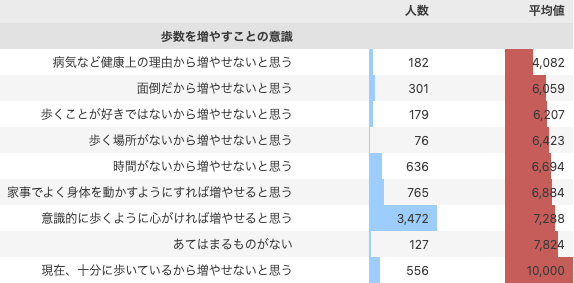 人数 平均値
歩数を増やすことの意識
病気など健康上の理由から増やせないと思う 182 4,082
面倒だから増やせないと思う 301 6,059
歩くことが好きではないから増やせないと思う 179 6,207
歩く場所がないから増やせないと思う 76 6,423
時間がないから増やせないと思う 636 6,694
家事でよく身体を動かすようにすれば増やせると思う 765 6,884
意識的に歩くように心がければ増やせると思う 3,472 7,288
あてはまるものがない 127 7,824
現在、十分に歩いているから増やせないと思う 556 10,000